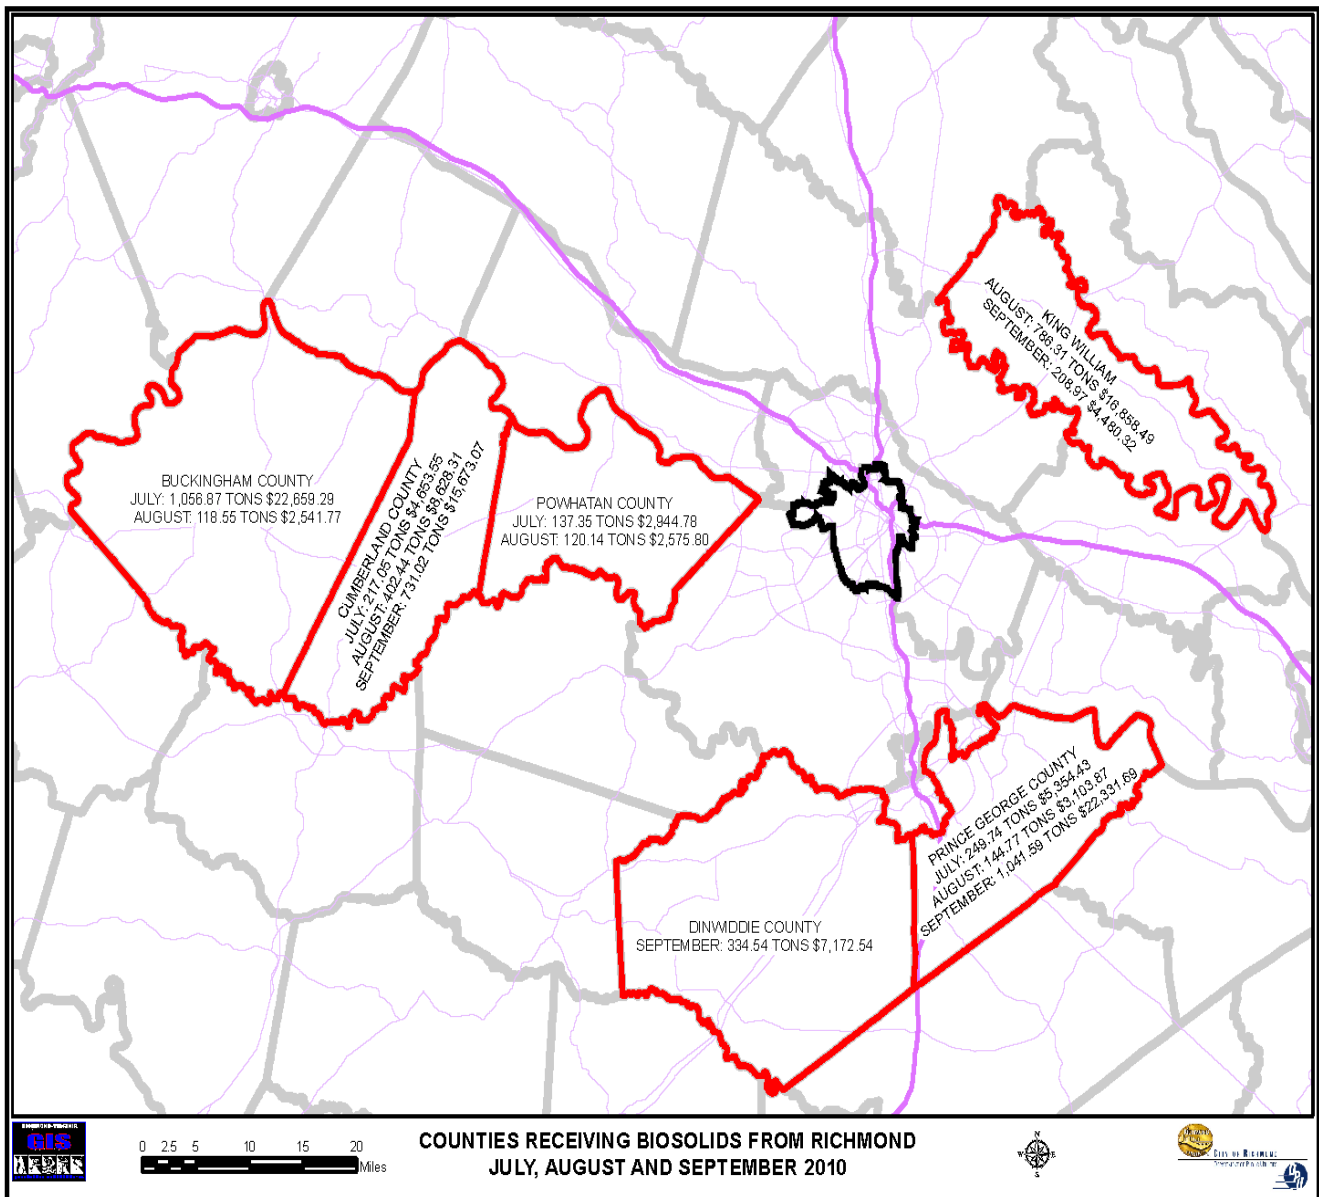 KING WILLIAM
AUGUST: 786.31 TONS $16,858.49
SEPTEMBER: 208.97 $4,480.32
BUCKINGHAM COUNTY
JULY: 1,056.87 TONS $22,659.29
AUGUST: 118.55 TONS $2,541.77
CUMBERLAND COUNTY
JULY: 217.05 TONS $4,653.55
AUGUST: 402.44 TONS $8,628.31
SEPTEMBER: 731.02 TONS $15,673.07
POWHATAN COUNTY
JULY: 137.35 TONS $2,944.78
AUGUST: 120.14 TONS $2,575.80
PRINCE GEORGE COUNTY
JULY: 249.74 TONS $5,354.43
AUGUST: 144.77 TONS $3,103.87
SEPTEMBER: 1,041.59 TONS $22,331.69
DINWIDDIE COUNTY
SEPTEMBER: 334.54 TONS $7,172.54
GIS
0 2.5 5 10 15 20
Miles
COUNTIES RECEIVING BIOSOLIDS FROM RICHMOND
JULY, AUGUST AND SEPTEMBER 2010
N
W E
S
CITY OF RICHMOND